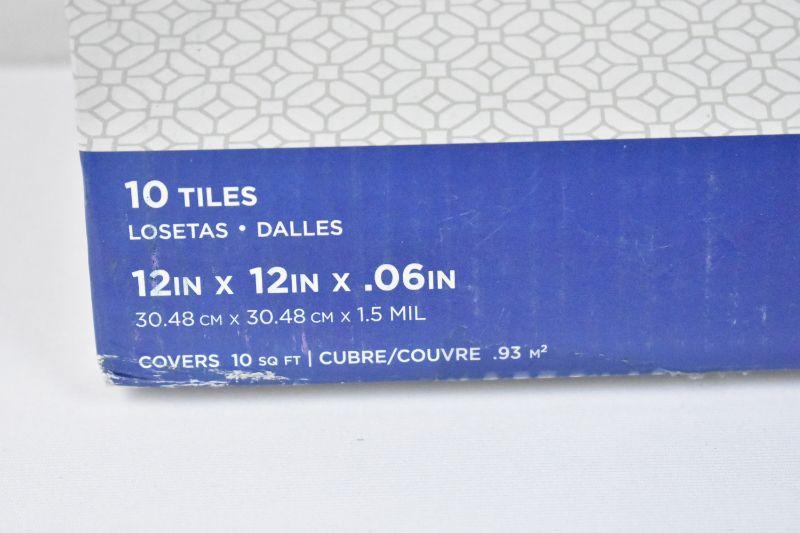 10 TILES
LOSETAS • DALLES
12IN X 12IN X .06IN
30.48 CM X 30.48 CM X 1.5 MIL
COVERS 10 SQ FT | CUBRE/COUVRE .93 M²